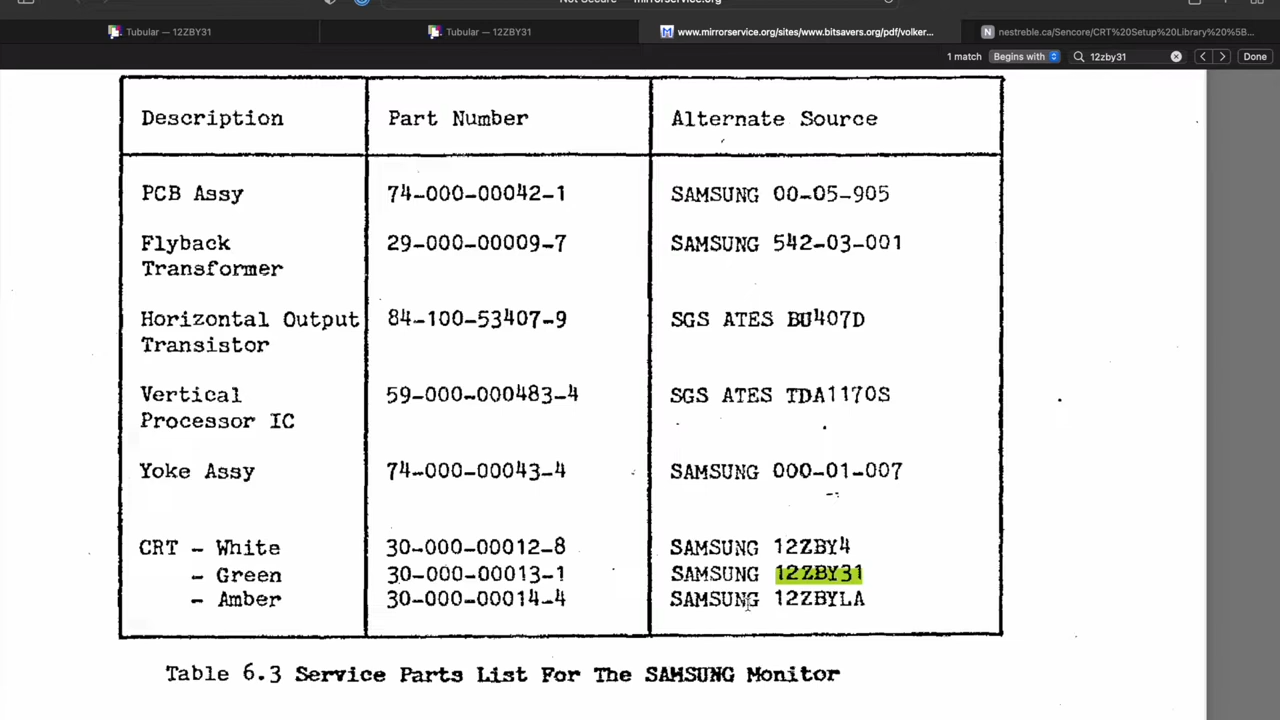 Not Secure — mirrorservice.org
Tubular — 12ZBY31
Tubular — 12ZBY31
www.mirrorservice.org/sites/www.bitsavers.org/pdf/volker...
nestreble.ca/Sencore/CRT%20Setup%20Library%20%5B...
1 match
Begins with
12zby31
Done
Description Part Number Alternate Source
PCB Assy 74-000-00042-1 SAMSUNG 00-05-905
Flyback 29-000-00009-7 SAMSUNG 542-03-001
Transformer
Horizontal Output 84-100-53407-9 SGS ATES BU407D
Transistor
Vertical 59-000-000483-4 SGS ATES TDA1170S
Processor IC
Yoke Assy 74-000-00043-4 SAMSUNG 000-01-007
CRT - White 30-000-00012-8 SAMSUNG 12ZBY4
- Green 30-000-00013-1 SAMSUNG 12ZBY31
- Amber 30-000-00014-4 SAMSUNG 12ZBYLA
Table 6.3 Service Parts List For The SAMSUNG Monitor